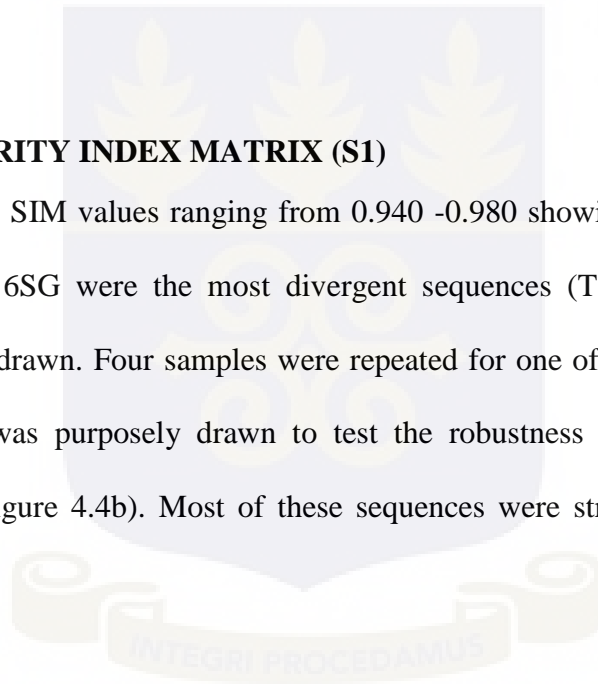 RITY INDEX MATRIX (S1)
SIM values ranging from 0.940 -0.980 showi
6SG were the most divergent sequences (T
drawn. Four samples were repeated for one of
was purposely drawn to test the robustness
gure 4.4b). Most of these sequences were str
INTEGRI PROCEDAMUS